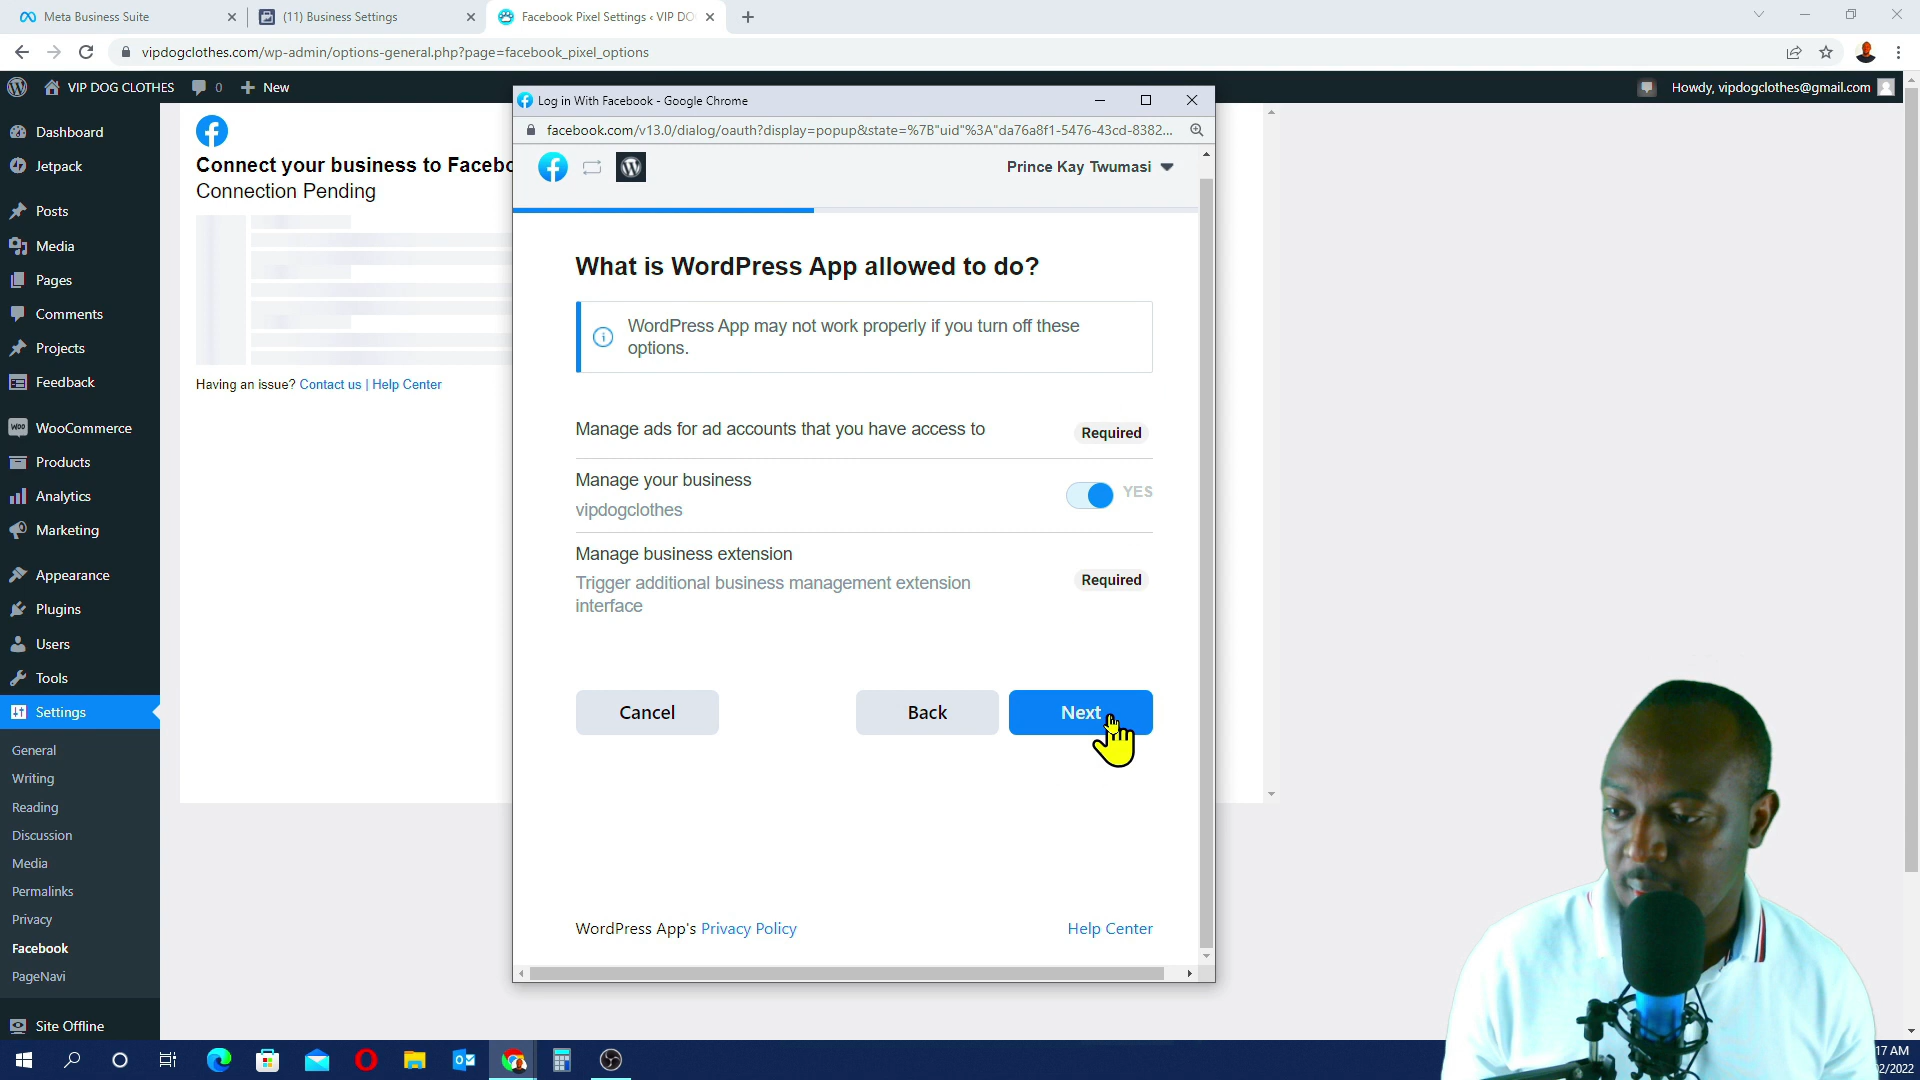 Meta Business Suite
(11) Business Settings
Facebook Pixel Settings ‹ VIP DO
vipdogclothes.com/wp-admin/options-general.php?page=facebook_pixel_options
VIP DOG CLOTHES
0
New
Howdy, vipdogclothes@gmail.com
Dashboard
Jetpack
Posts
Media
Pages
Comments
Projects
Feedback
WooCommerce
Products
Analytics
Marketing
Appearance
Plugins
Users
Tools
Settings
General
Writing
Reading
Discussion
Media
Permalinks
Privacy
Facebook
PageNavi
Site Offline
Connect your business to Facebo
Connection Pending
Having an issue? Contact us | Help Center
Log in With Facebook - Google Chrome
facebook.com/v13.0/dialog/oauth?display=popup&state=%7B"uid"%3A"da76a8f1-5476-43cd-8382...
Prince Kay Twumasi
What is WordPress App allowed to do?
WordPress App may not work properly if you turn off these
options.
Manage ads for ad accounts that you have access to
Required
Manage your business
vipdogclothes
YES
Manage business extension
Trigger additional business management extension
interface
Required
Cancel
Back
Next
WordPress App's Privacy Policy
Help Center
17 AM
2/2022